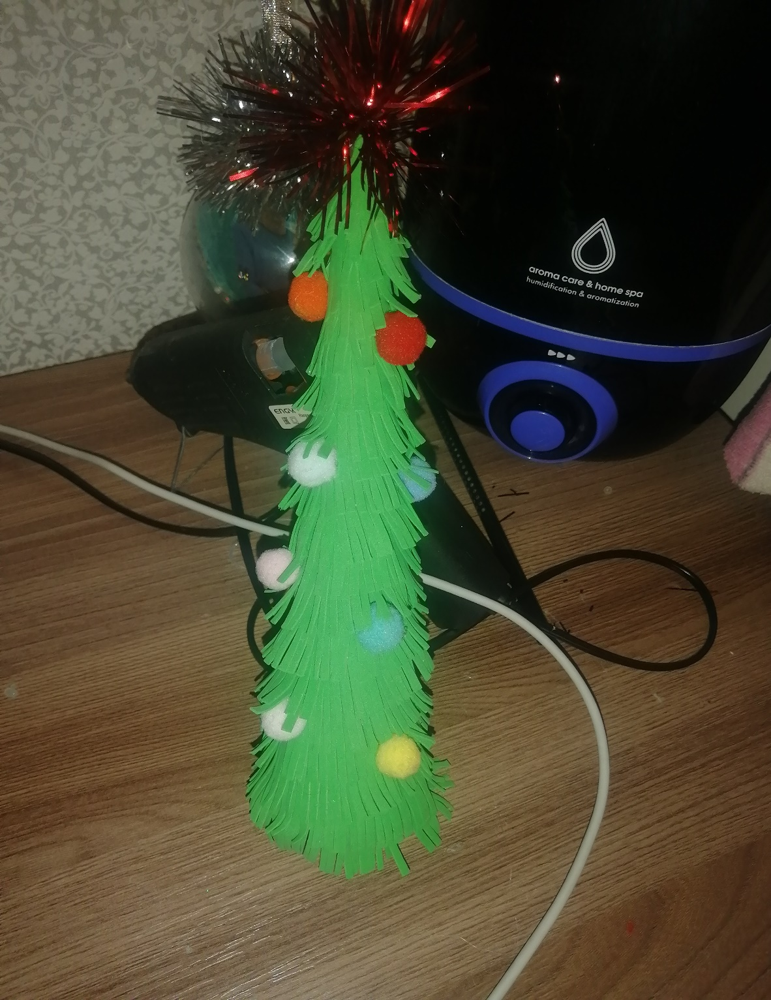 aroma care & home spa
humidification & aromatization
ENGY